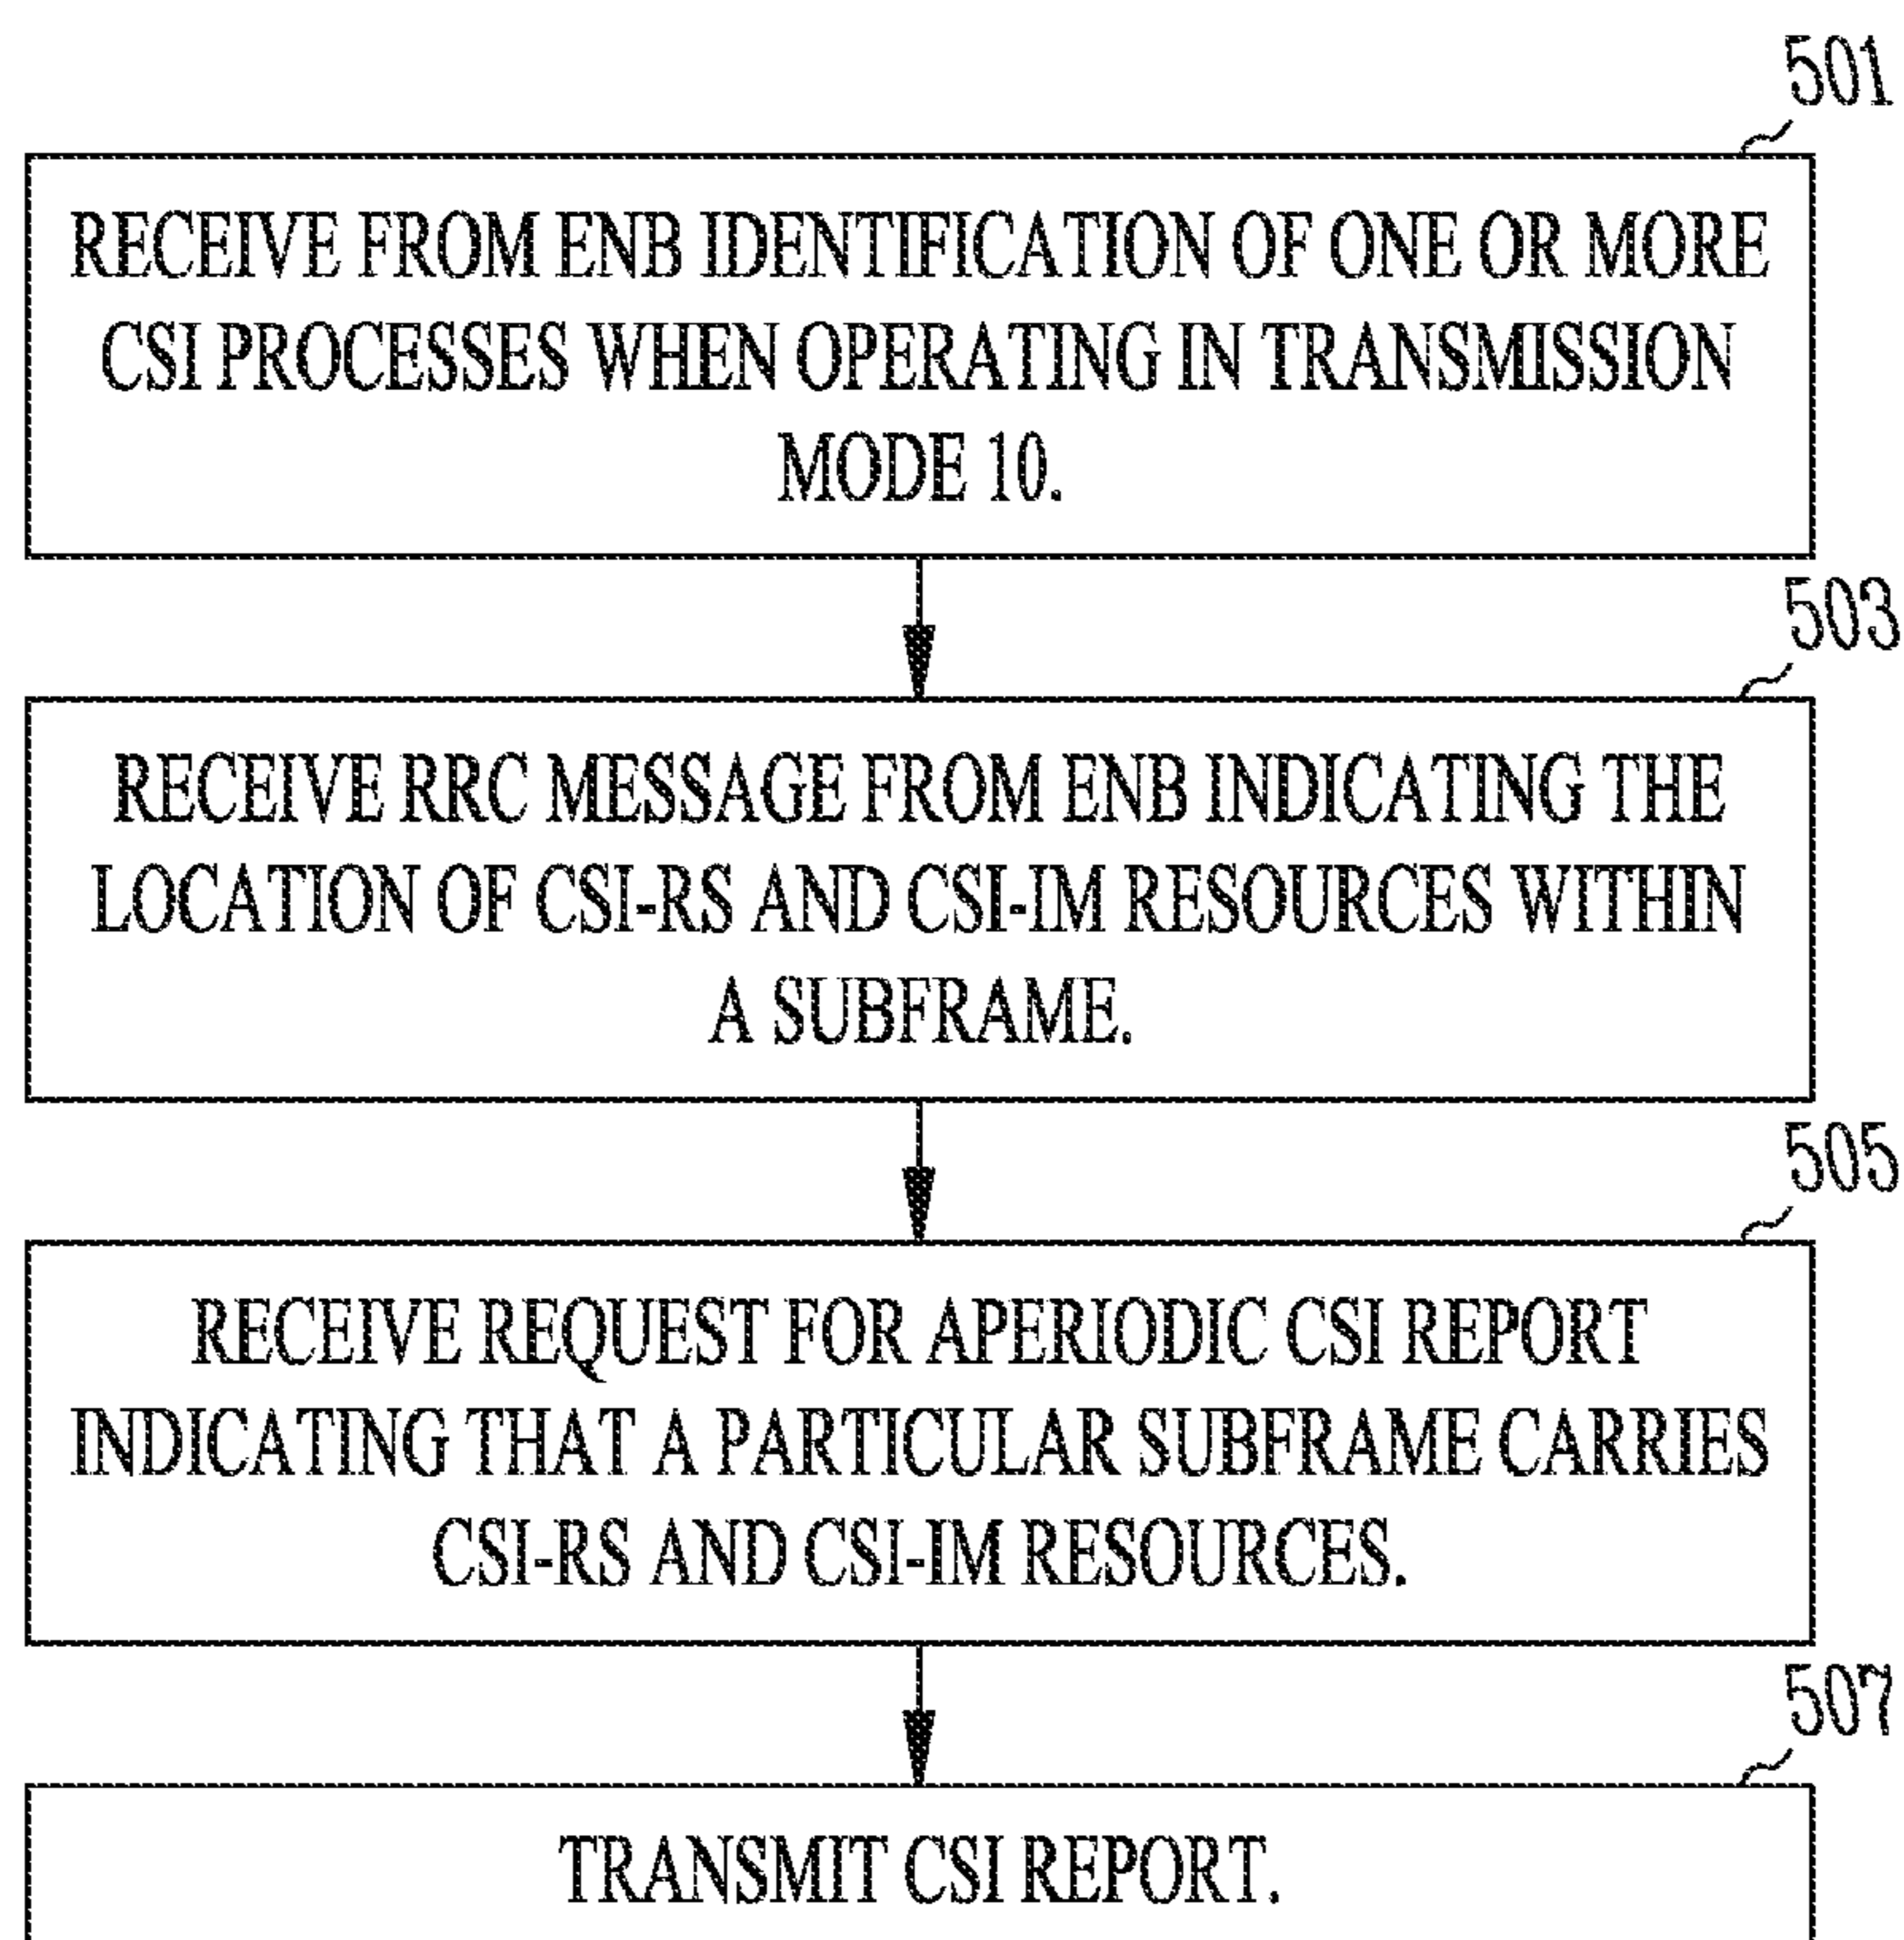 501
RECEIVE FROM ENB IDENTIFICATION OF ONE OR MORE
CSI PROCESSES WHEN OPERATING IN TRANSMISSION
MODE 10.
503
RECEIVE RRC MESSAGE FROM ENB INDICATING THE
LOCATION OF CSI-RS AND CSI-IM RESOURCES WITHIN
A SUBFRAME.
505
RECEIVE REQUEST FOR APERIODIC CSI REPORT
INDICATING THAT A PARTICULAR SUBFRAME CARRIES
CSI-RS AND CSI-IM RESOURCES.
507
TRANSMIT CSI REPORT.